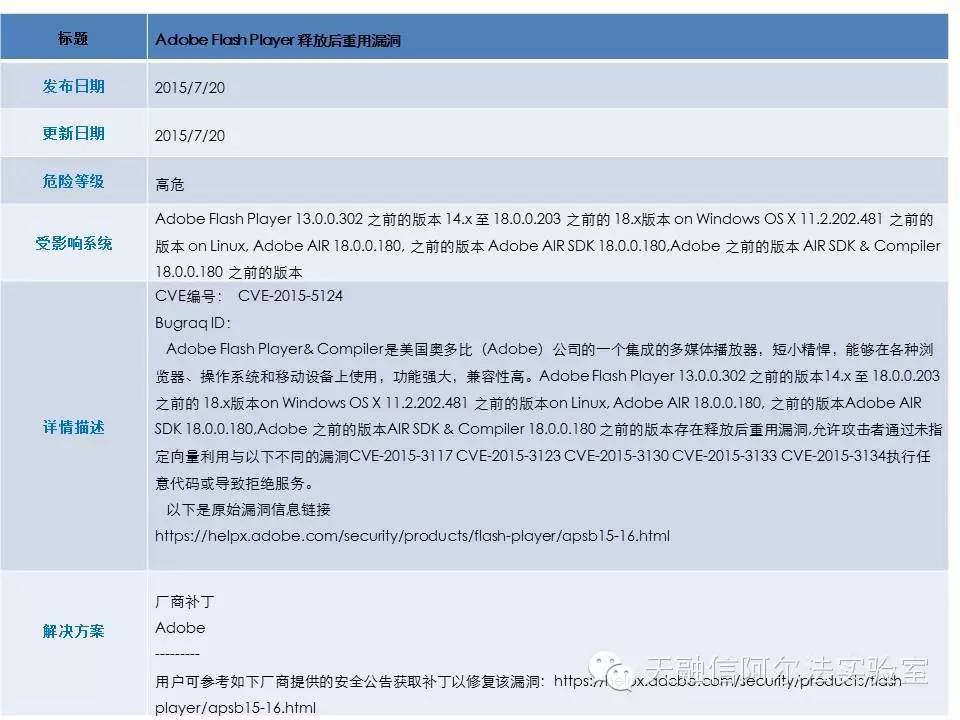 标题
Adobe Flash Player 释放后重用漏洞
发布日期
2015/7/20
更新日期
2015/7/20
危险等级
高危
受影响系统
Adobe Flash Player 13.0.0.302 之前的版本 14.x 至 18.0.0.203 之前的 18.x版本 on Windows OS X 11.2.202.481 之前的
版本 on Linux, Adobe AIR 18.0.0.180, 之前的版本 Adobe AIR SDK 18.0.0.180,Adobe 之前的版本 AIR SDK & Compiler
18.0.0.180 之前的版本
详情描述
CVE编号： CVE-2015-5124
Bugraq ID：
Adobe Flash Player& Compiler是美国奥多比（Adobe）公司的一个集成的多媒体播放器，短小精悍，能够在各种浏
览器、操作系统和移动设备上使用，功能强大，兼容性高。Adobe Flash Player 13.0.0.302 之前的版本14.x 至 18.0.0.203
之前的 18.x版本on Windows OS X 11.2.202.481 之前的版本on Linux, Adobe AIR 18.0.0.180, 之前的版本Adobe AIR
SDK 18.0.0.180,Adobe 之前的版本AIR SDK & Compiler 18.0.0.180 之前的版本存在释放后重用漏洞,允许攻击者通过未指
定向量利用与以下不同的漏洞CVE-2015-3117 CVE-2015-3123 CVE-2015-3130 CVE-2015-3133 CVE-2015-3134执行任
意代码或导致拒绝服务。
以下是原始漏洞信息链接
https://helpx.adobe.com/security/products/flash-player/apsb15-16.html
解决方案
厂商补丁
Adobe
---------
用户可参考如下厂商提供的安全公告获取补丁以修复该漏洞：https://helpx.adobe.com/security/products/flash-
player/apsb15-16.html
天融信阿尔法实验室